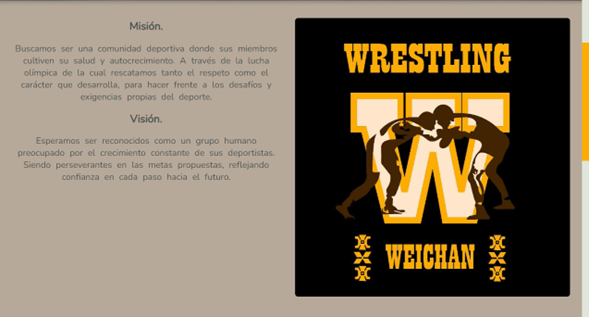 Misión.
Buscamos ser una comunidad deportiva donde sus miembros
cultiven su salud y autocrecimiento. A través de la lucha
olímpica de la cual rescatamos tanto el respeto como el
carácter que desarrolla, para hacer frente a los desafíos y
exigencias propias del deporte.
Visión.
Esperamos ser reconocidos como un grupo humano
preocupado por el crecimiento constante de sus deportistas.
Siendo perseverantes en las metas propuestas, reflejando
confianza en cada paso hacia el futuro.
WRESTLING
W
WEICHAN